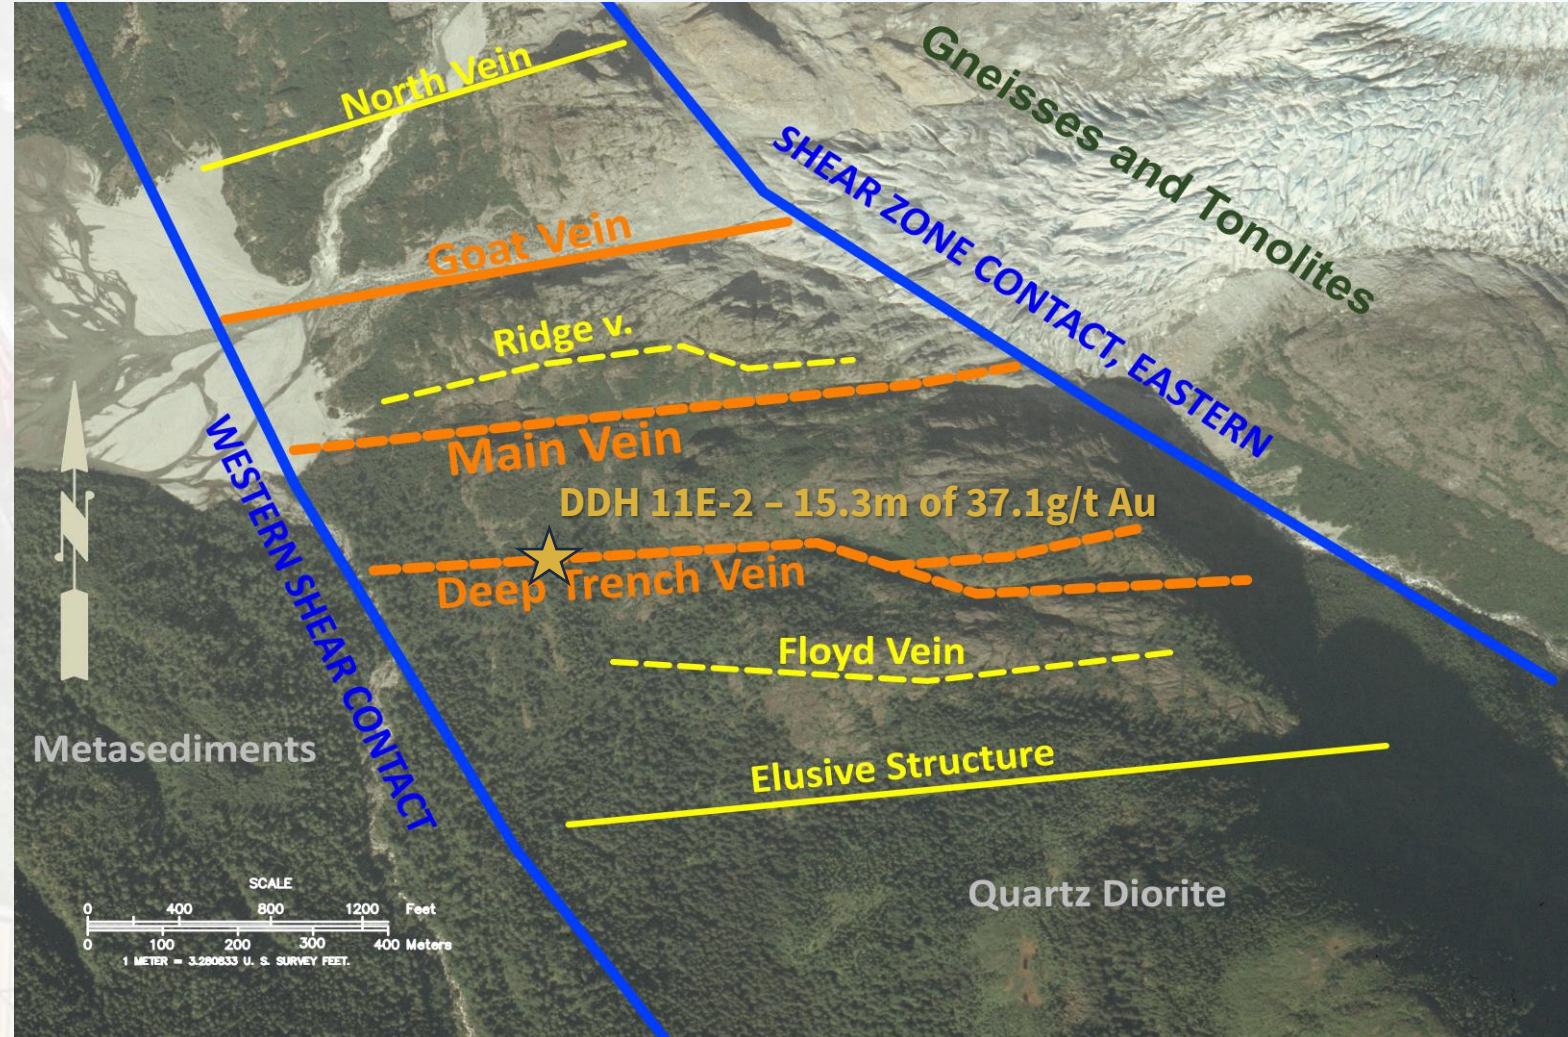 North Vein
Gneisses and Tonolites
SHEAR ZONE CONTACT, EASTERN
Goat Vein
Ridge v.
Main Vein
WESTERN SHEAR CONTACT
DDH 11E-2 – 15.3m of 37.1g/t Au
Deep Trench Vein
N
Floyd Vein
Metasediments
Elusive Structure
Quartz Diorite
SCALE
0 400 800 1200 Feet
0 100 200 300 400 Meters
1 METER = 3.280833 U. S. SURVEY FEET.